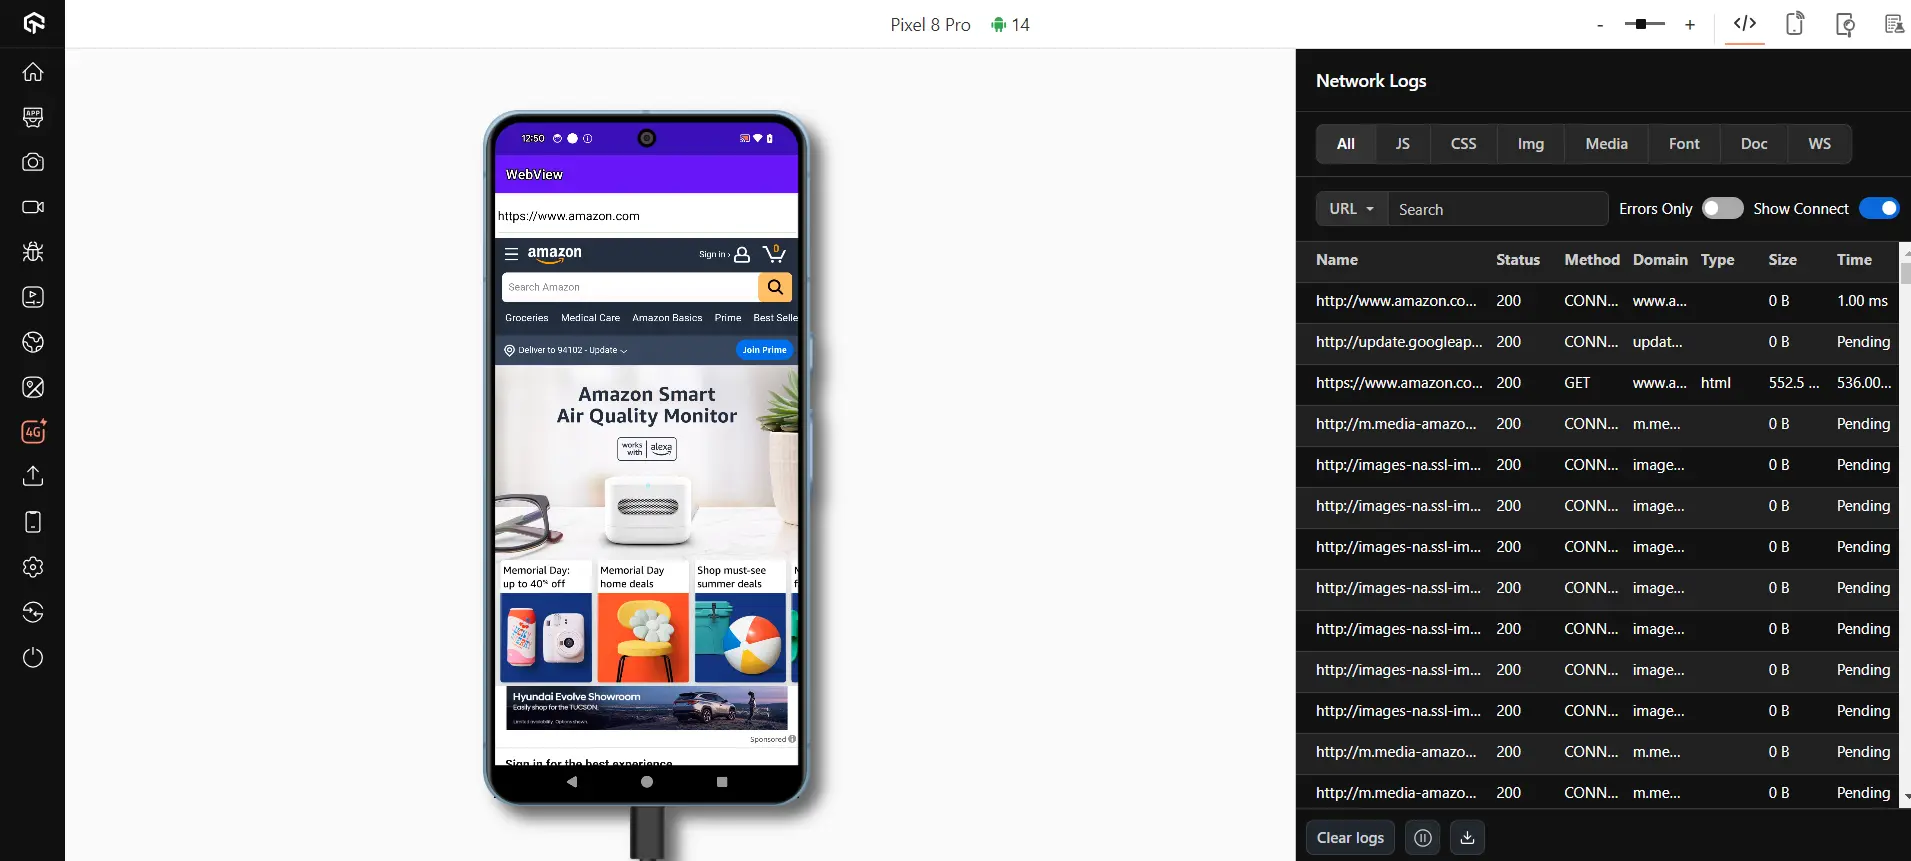 Pixel 8 Pro 14
- +
</>
APP
4G
12:50
WebView
https://www.amazon.com
amazon
Sign in ›
0
Search Amazon
Groceries Medical Care Amazon Basics Prime Best Selle
Deliver to 94102 - Update
Join Prime
Amazon Smart
Air Quality Monitor
works with alexa
Memorial Day:
up to 40% off
Memorial Day
home deals
Shop must-see
summer deals
Hyundai Evolve Showroom
Easily shop for the TUCSON.
Limited availability. Options shown.
Sponsored
Sign in for the best experience
Network Logs
All JS CSS Img Media Font Doc WS
URL Search Errors Only Show Connect
Name Status Method Domain Type Size Time
http://www.amazon.co... 200 CONN... www.a... 0 B 1.00 ms
http://update.googleap... 200 CONN... updat... 0 B Pending
https://www.amazon.co... 200 GET www.a... html 552.5 ... 536.00...
http://m.media-amazo... 200 CONN... m.me... 0 B Pending
http://images-na.ssl-im... 200 CONN... image... 0 B Pending
http://images-na.ssl-im... 200 CONN... image... 0 B Pending
http://images-na.ssl-im... 200 CONN... image... 0 B Pending
http://images-na.ssl-im... 200 CONN... image... 0 B Pending
http://images-na.ssl-im... 200 CONN... image... 0 B Pending
http://images-na.ssl-im... 200 CONN... image... 0 B Pending
http://images-na.ssl-im... 200 CONN... image... 0 B Pending
http://m.media-amazo... 200 CONN... m.me... 0 B Pending
http://m.media-amazo... 200 CONN... m.me... 0 B Pending
Clear logs